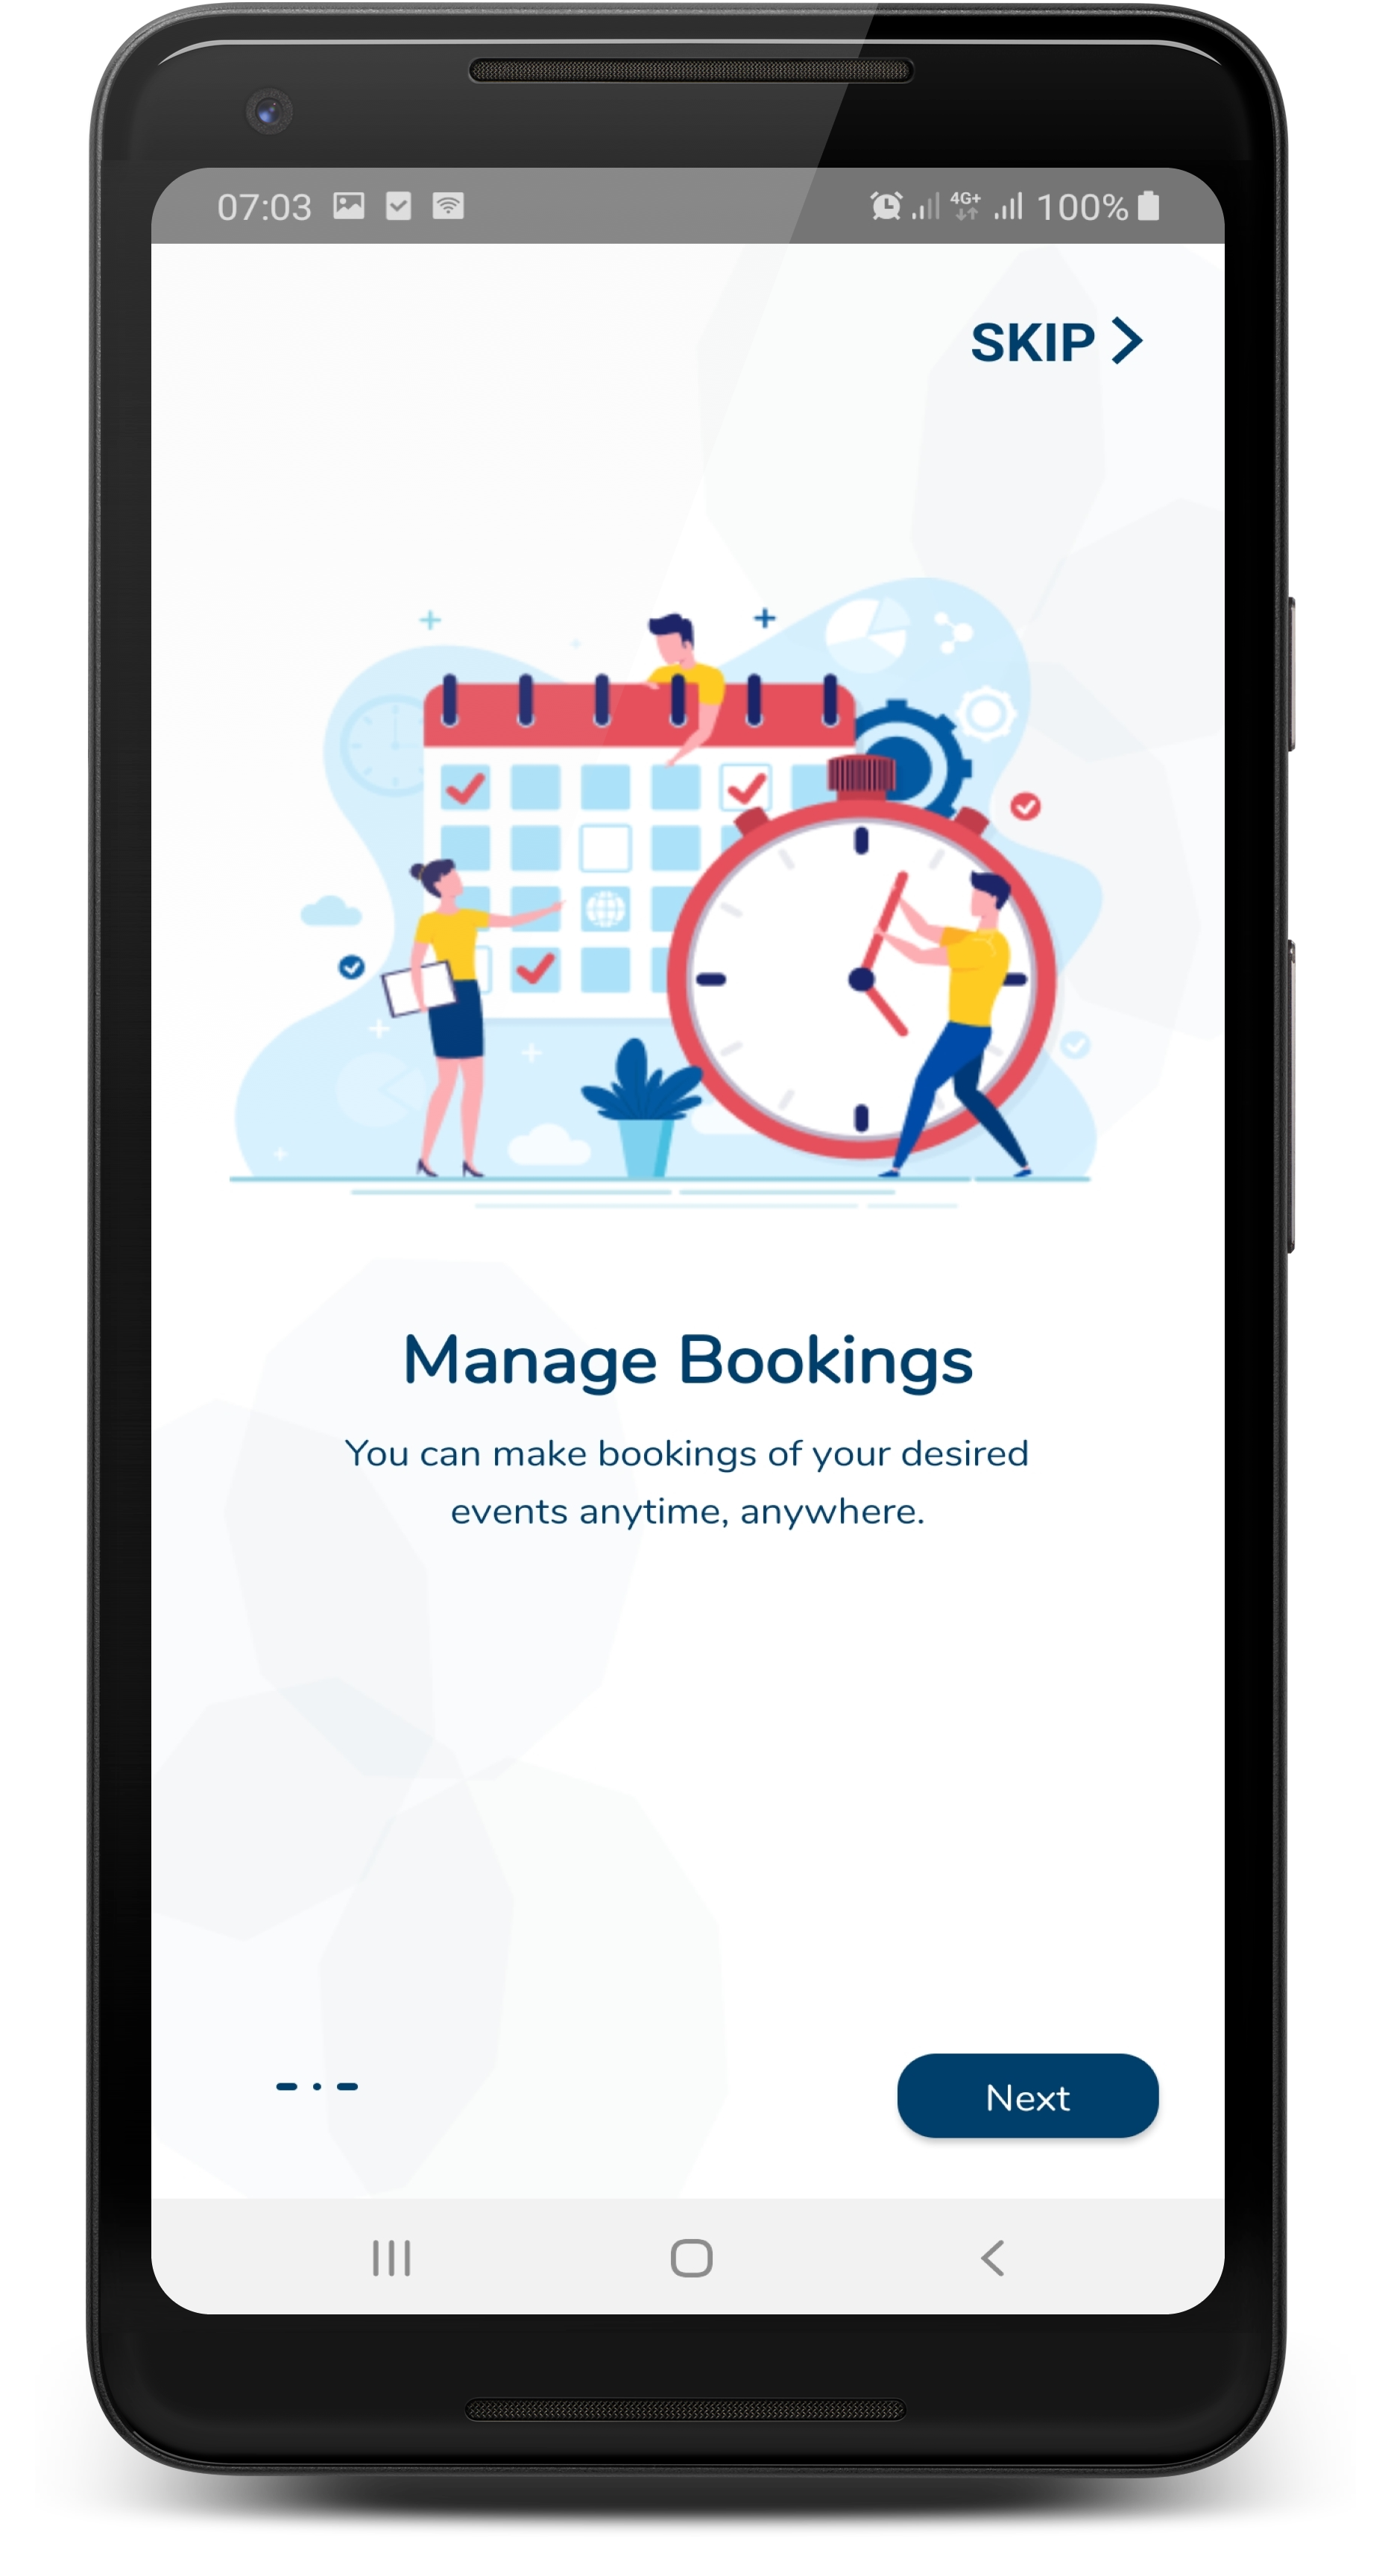 07:03 4G+ 100%
SKIP
Manage Bookings
You can make bookings of your desired
events anytime, anywhere.
Next